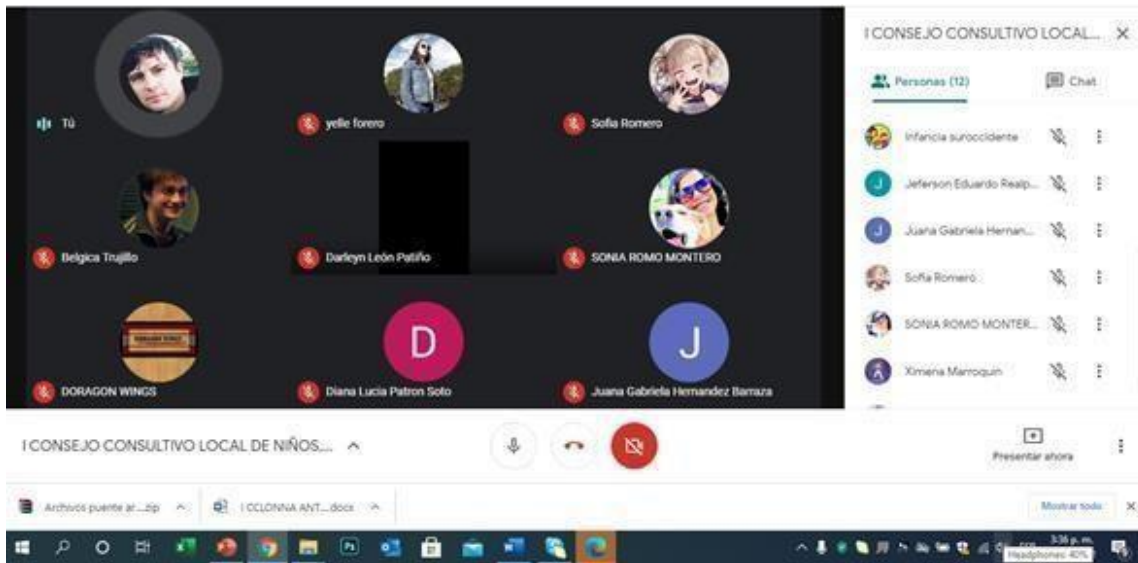 I CONSEJO CONSULTIVO LOCAL... X
Personas (12)
Chat
Tú
yelle forero
Sofia Romero
Infancia suroccidente
J Jeferson Eduardo Realp...
J Juana Gabriela Hernan...
Sofia Romero
SONIA ROMO MONTER...
Ximena Marroquin
Belgica Trujillo
Darleyn León Patiño
SONIA ROMO MONTERO
D
J
DORAGON WINGS
Diana Lucia Patron Soto
Juana Gabriela Hernandez Barraza
I CONSEJO CONSULTIVO LOCAL DE NIÑOS,...
Presentar ahora
Archivos puente ar....zip
I CCLONNA ANT....docx
Mostrar todo X
3:36 p. m.
Headphones: 40%